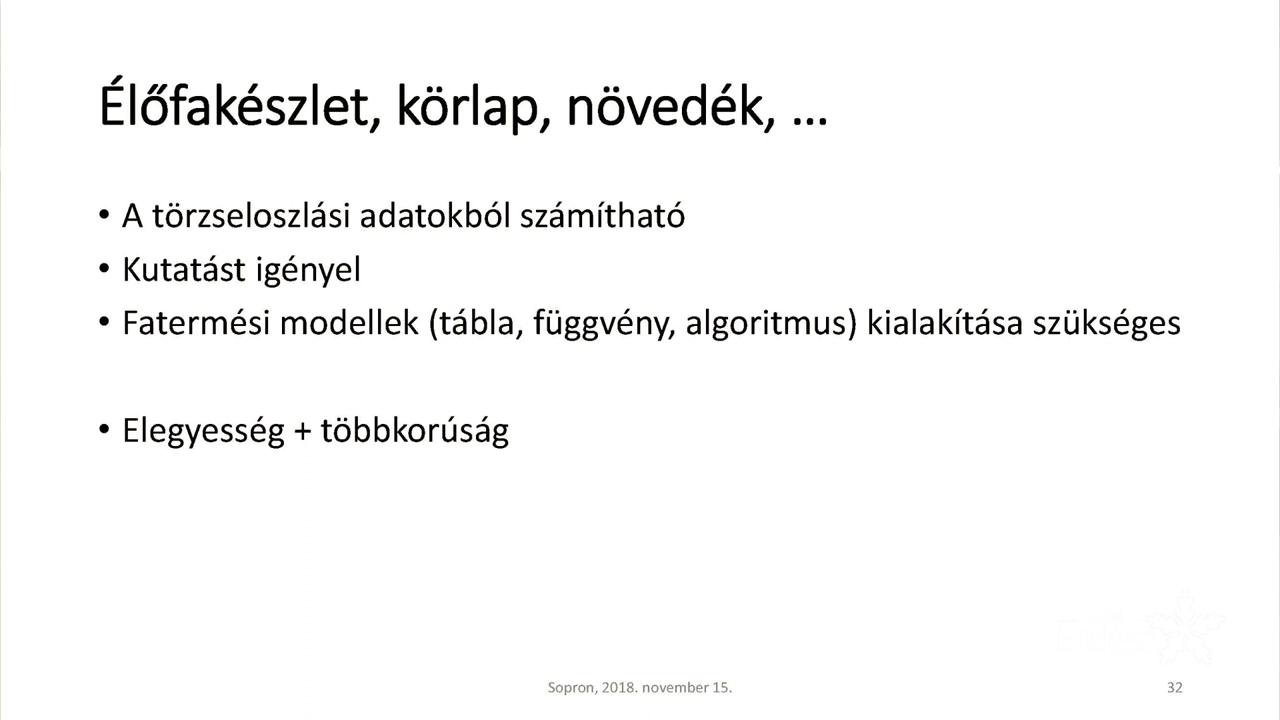 Élőfakészlet, körlap, növedék, ...
• A törzseloszlási adatokból számítható
• Kutatást igényel
• Fatermési modellek (tábla, függvény, algoritmus) kialakítása szükséges
• Elegyesség + többkorúság
Sopron, 2018. november 15.
32